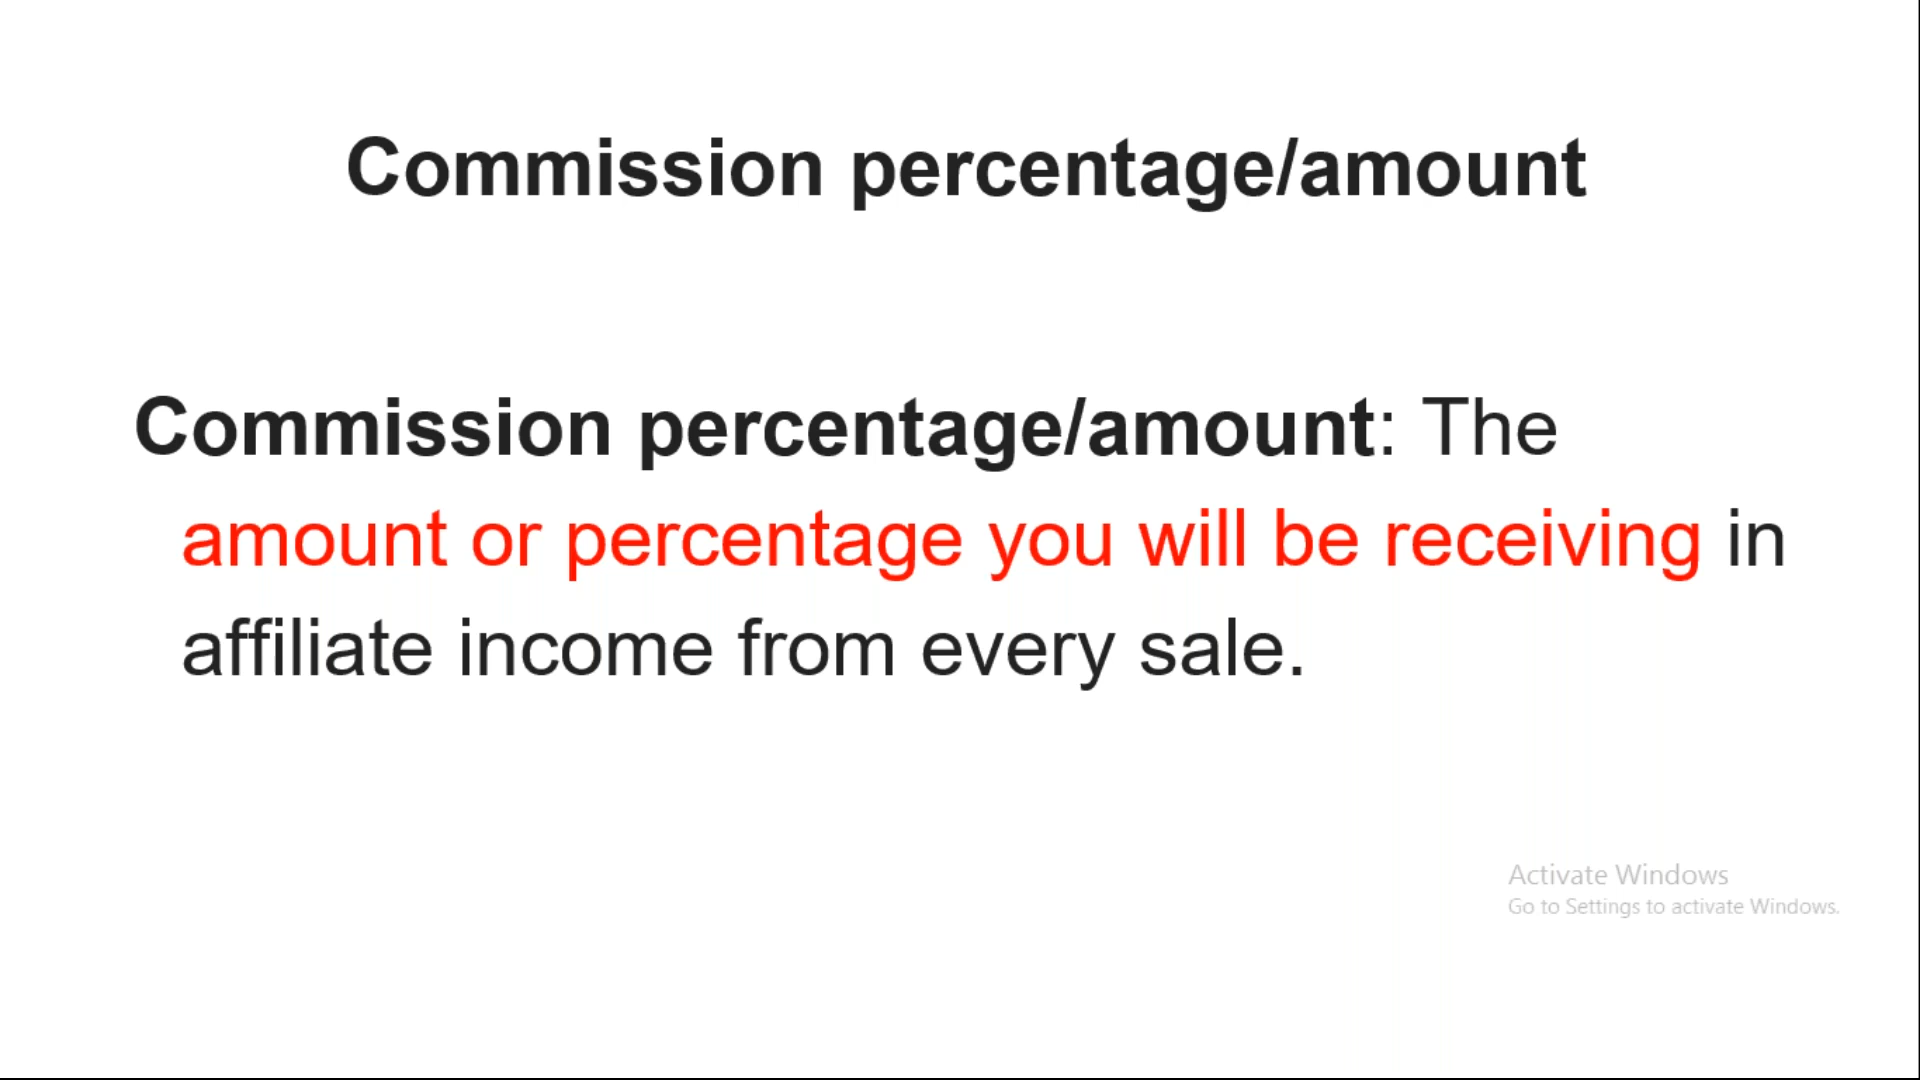 Commission percentage/amount
Commission percentage/amount: The
amount or percentage you will be receiving in
affiliate income from every sale.
Activate Windows
Go to Settings to activate Windows.